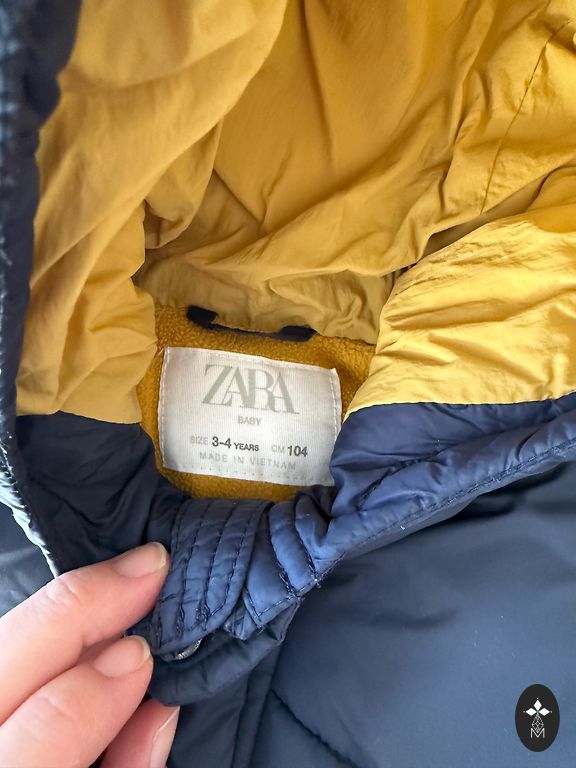 ZARA
BABY
SIZE 3-4 YEARS CM 104
MADE IN VIETNAM
M